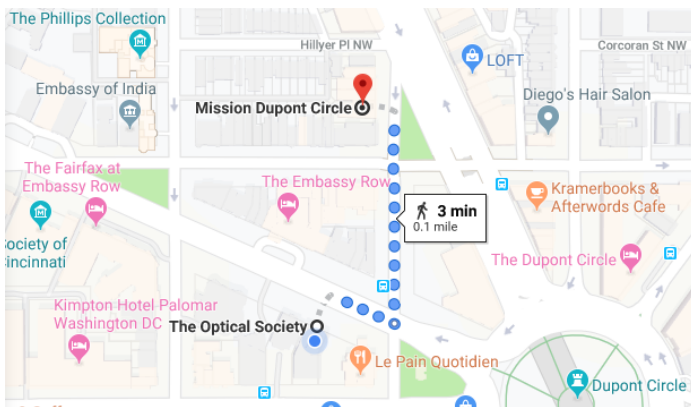 The Phillips Collection
Hillyer Pl NW
Corcoran St NW
LOFT
Embassy of India
Mission Dupont Circle
Diego's Hair Salon
The Fairfax at
Embassy Row
The Embassy Row
3 min
0.1 mile
Kramerbooks &
Afterwords Cafe
ociety of
incinnati
The Dupont Circle
Kimpton Hotel Palomar
Washington DC
The Optical Society
Le Pain Quotidien
Dupont Circle